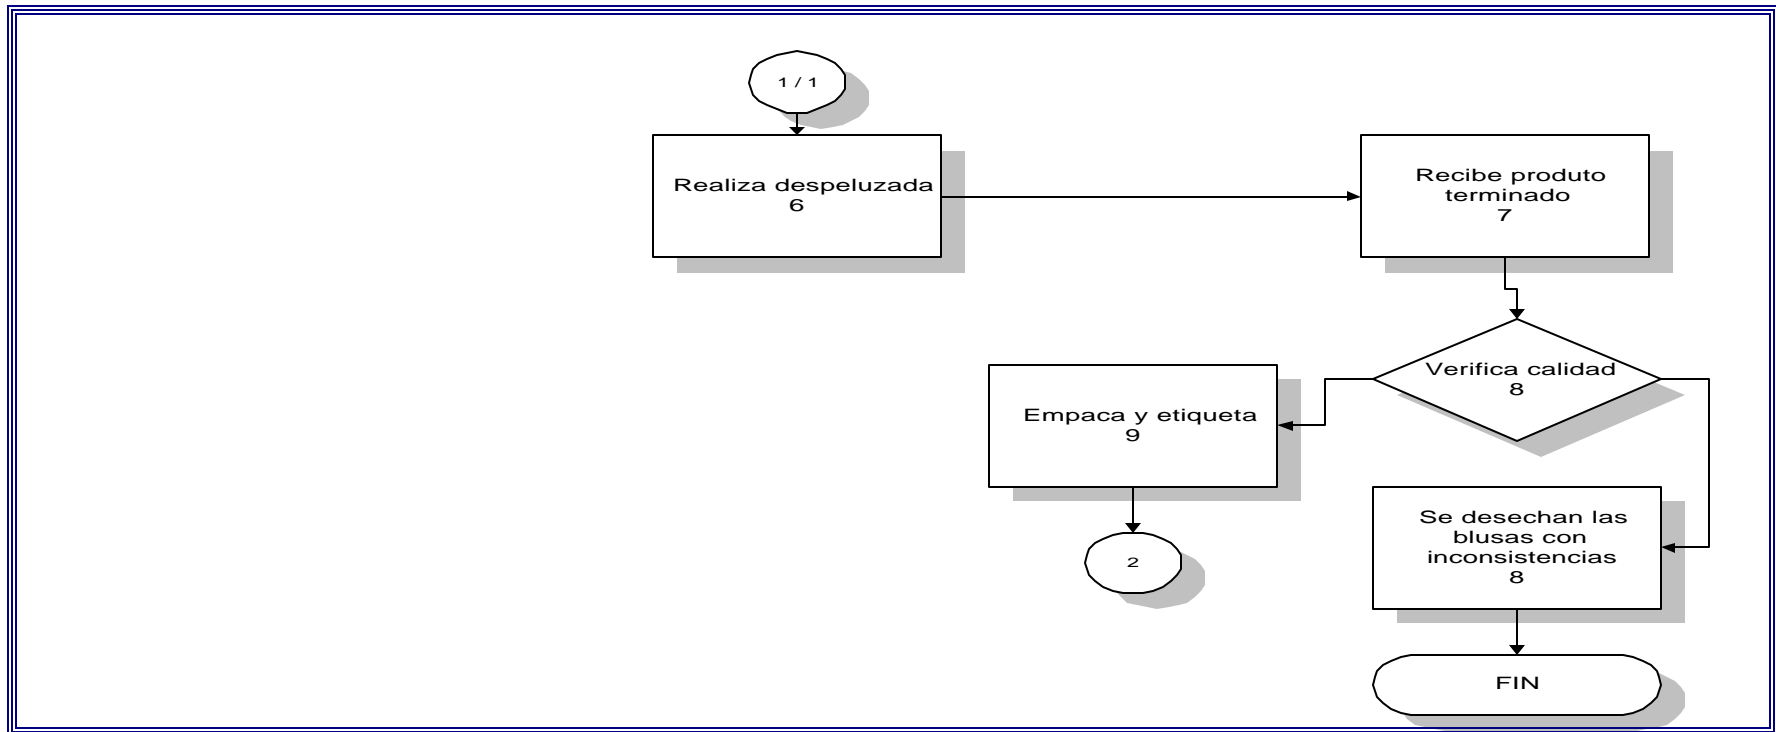 1 / 1
Realiza despeluzada
6
Recibe produto
terminado
7
Verifica calidad
8
Empaca y etiqueta
9
Se desechan las
blusas con
inconsistencias
8
2
FIN